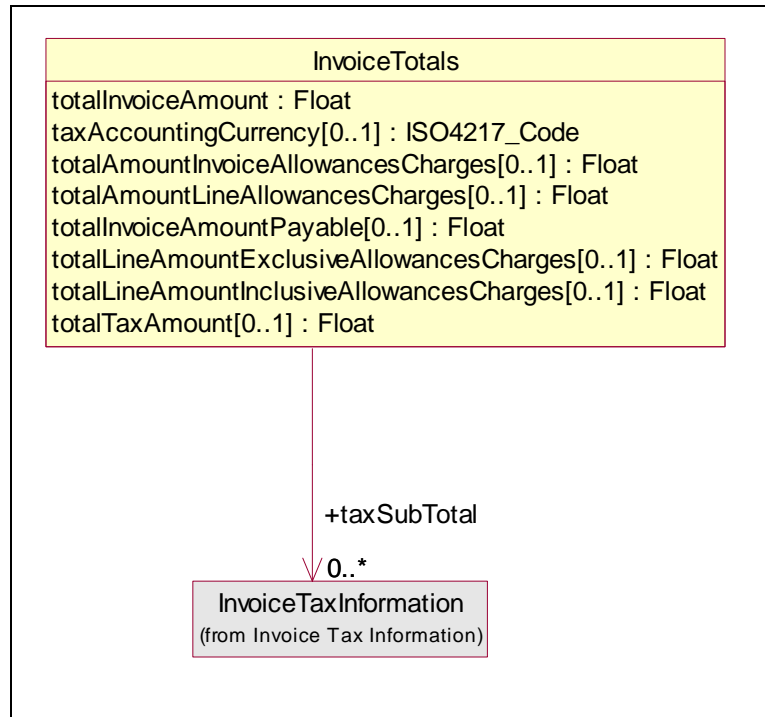 InvoiceTotals
totalInvoiceAmount : Float
taxAccountingCurrency[0..1] : ISO4217_Code
totalAmountInvoiceAllowancesCharges[0..1] : Float
totalAmountLineAllowancesCharges[0..1] : Float
totalInvoiceAmountPayable[0..1] : Float
totalLineAmountExclusiveAllowancesCharges[0..1] : Float
totalLineAmountInclusiveAllowancesCharges[0..1] : Float
totalTaxAmount[0..1] : Float
+taxSubTotal
0..*
InvoiceTaxInformation
(from Invoice Tax Information)